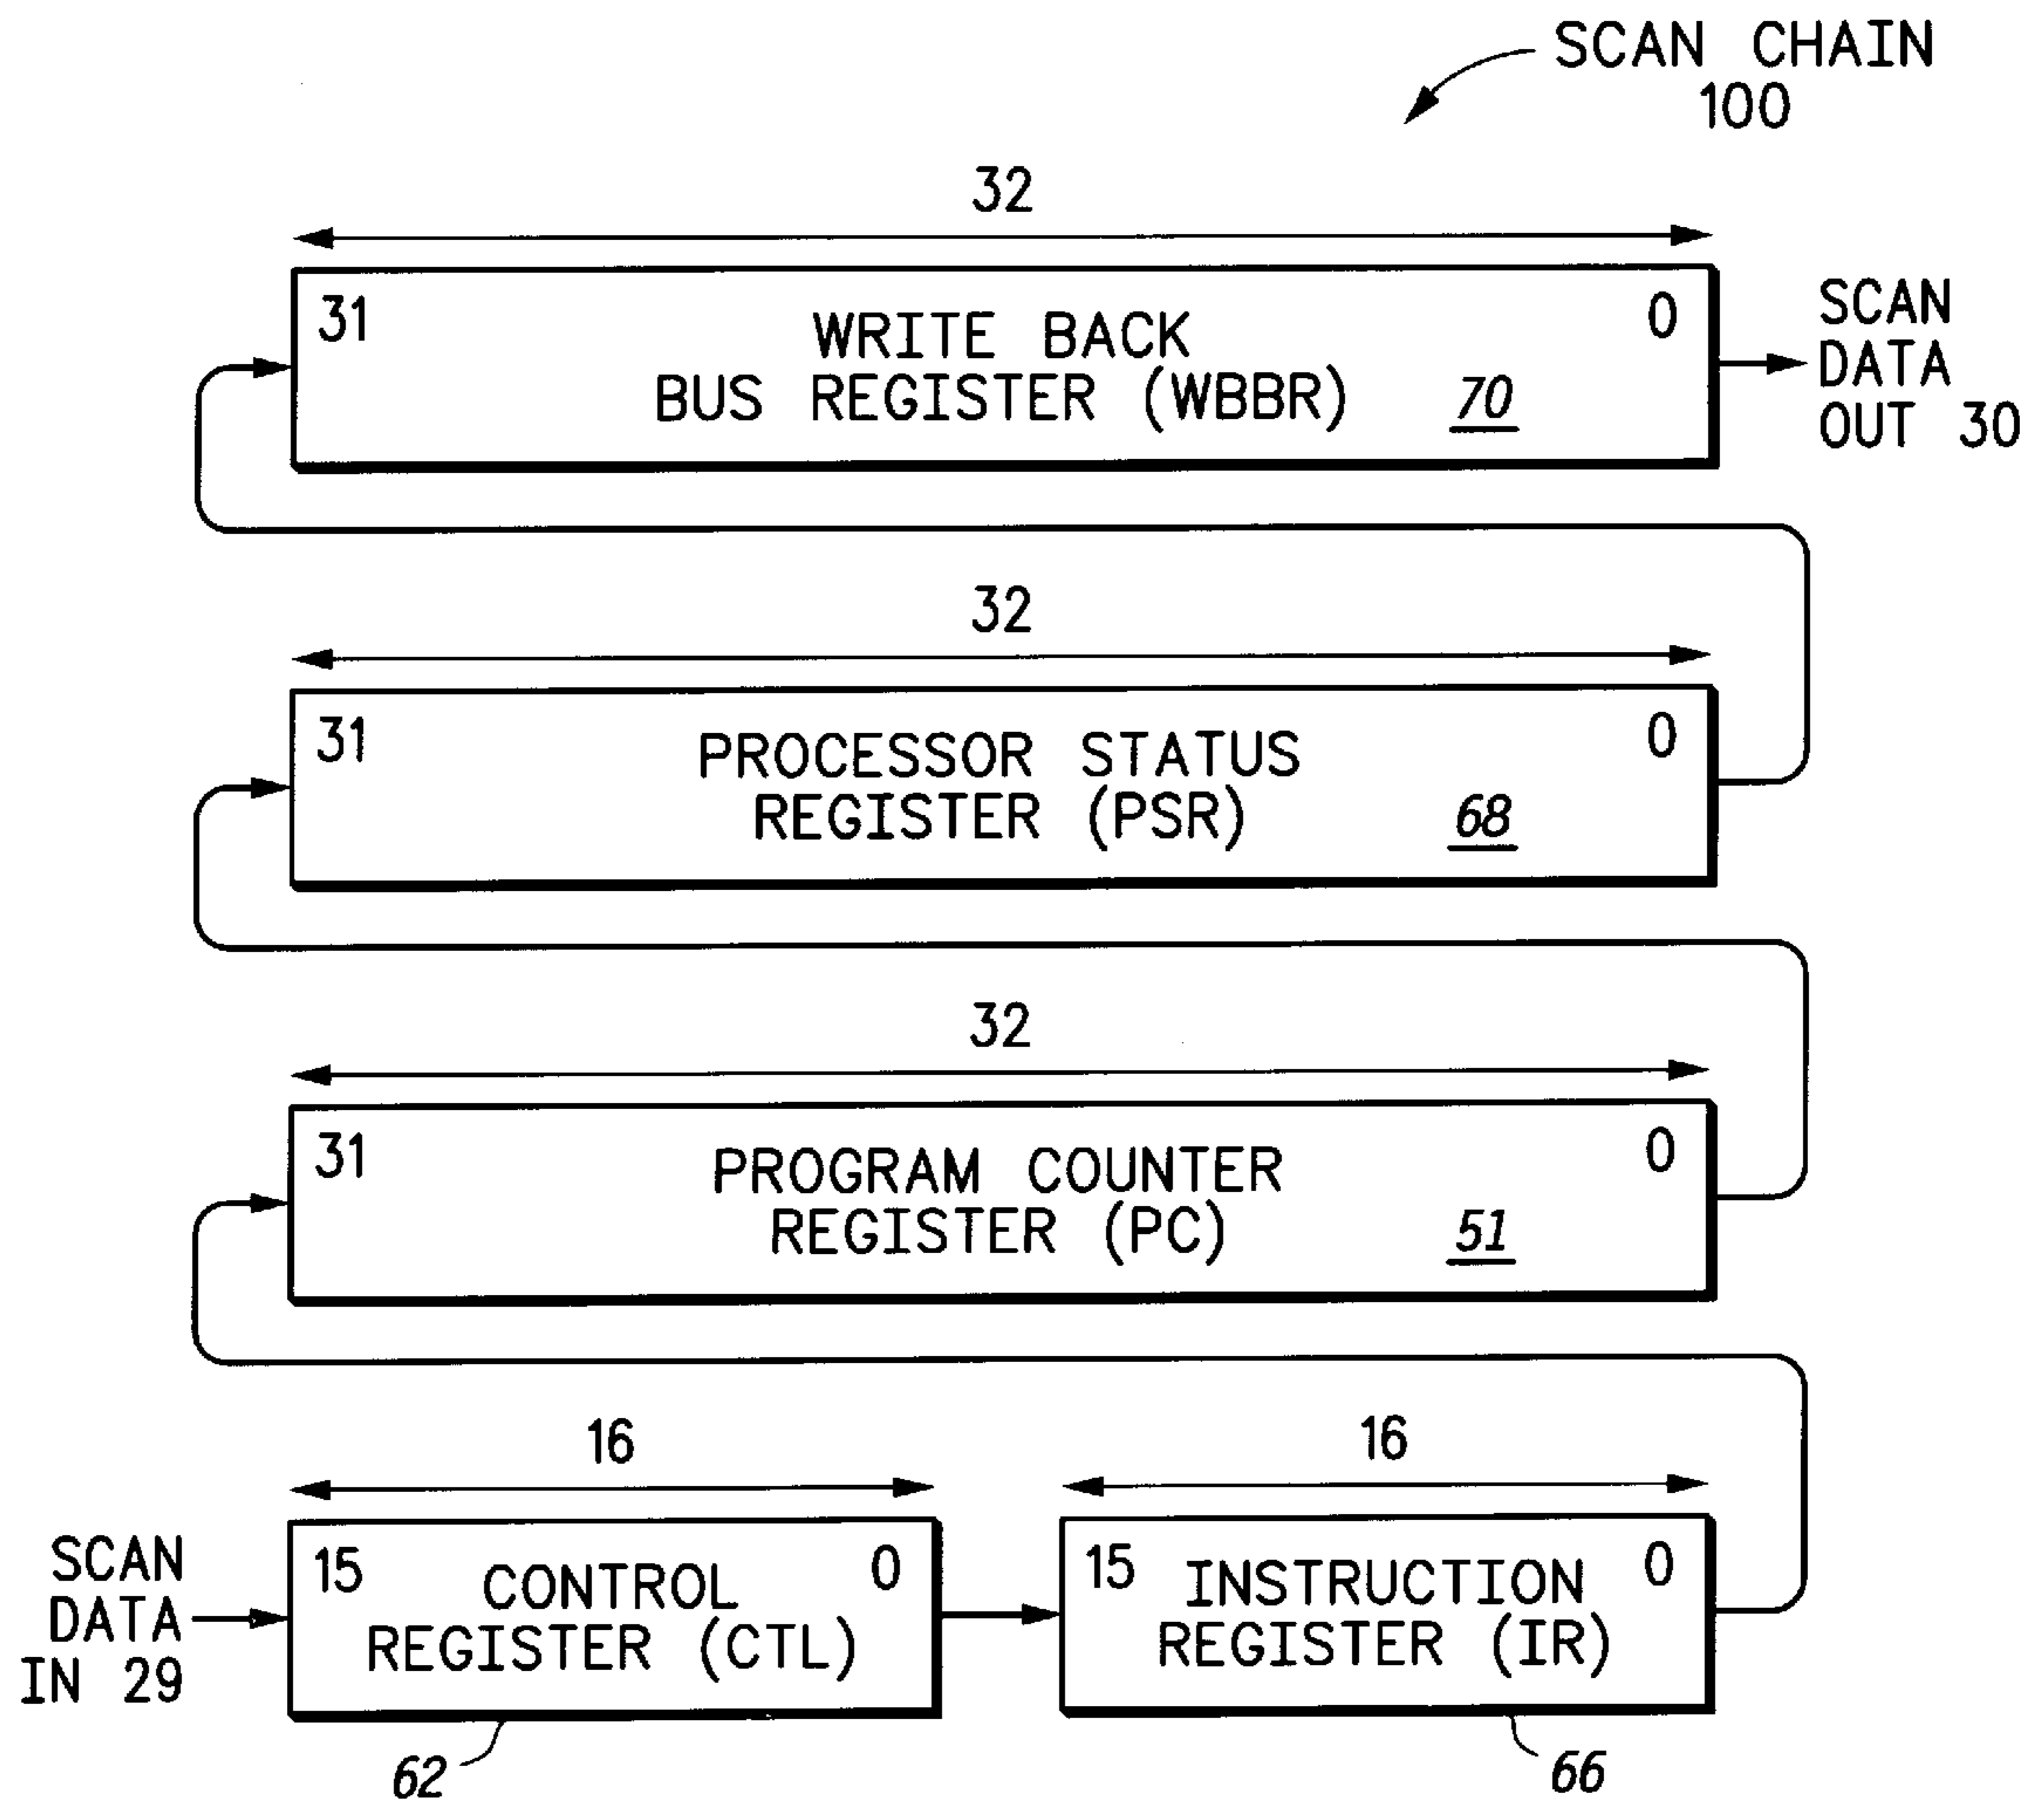 SCAN CHAIN
100
32
31
0
WRITE BACK
BUS REGISTER (WBBR)
70
SCAN
DATA
OUT 30
32
31
0
PROCESSOR STATUS
REGISTER (PSR)
68
32
31
0
PROGRAM COUNTER
REGISTER (PC)
51
16
16
SCAN
DATA
IN 29
15
0
CONTROL
REGISTER (CTL)
62
15
0
INSTRUCTION
REGISTER (IR)
66